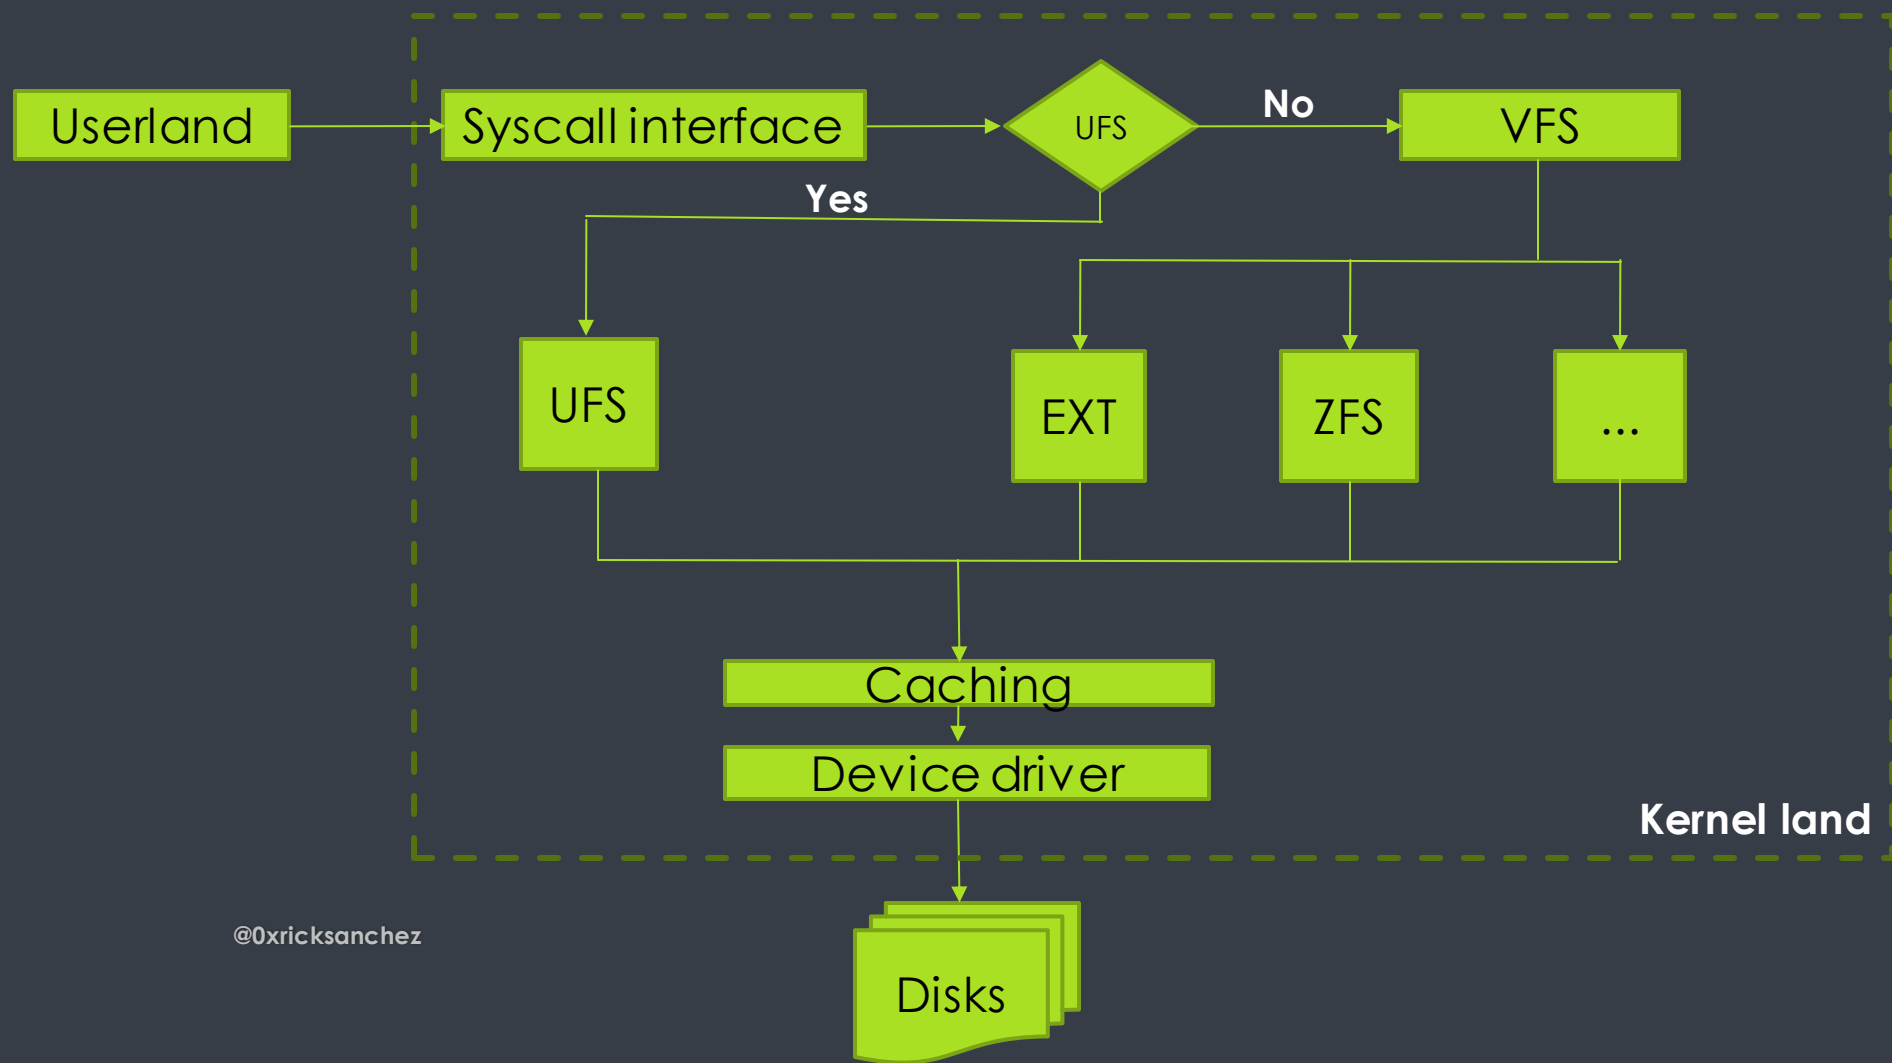 Userland
Syscall interface
UFS
No
VFS
Yes
UFS
EXT
ZFS
...
Caching
Device driver
Kernel land
@0xricksanchez
Disks